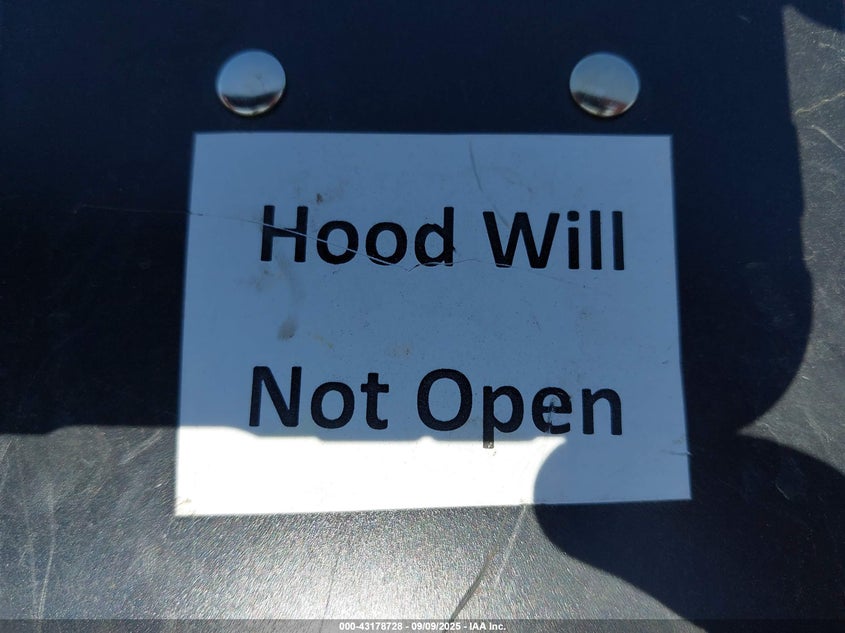 Hood Will
Not Open
000-43178728 - 09/09/2025 - IAA Inc.